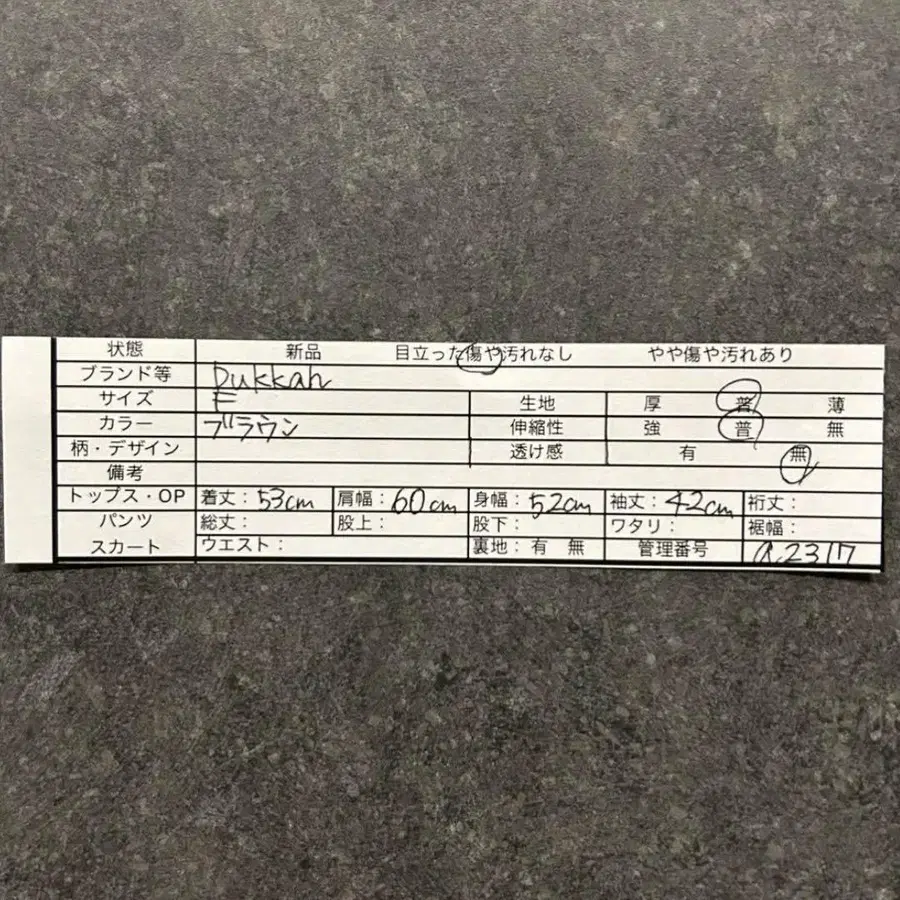 状態 新品 目立った傷や汚れなし やや傷や汚れあり
ブランド等 Dukkah
サイズ F 生地 厚 普 薄
カラー ブラウン 伸縮性 強 普 無
柄・デザイン 透け感 有 無
備考
トップス・OP 着丈：53cm 肩幅：60cm 身幅：52cm 袖丈：42cm 裄丈：
パンツ 総丈： 股上： 股下： ワタリ： 裾幅：
スカート ウエスト： 裏地：有 無 管理番号 a2317